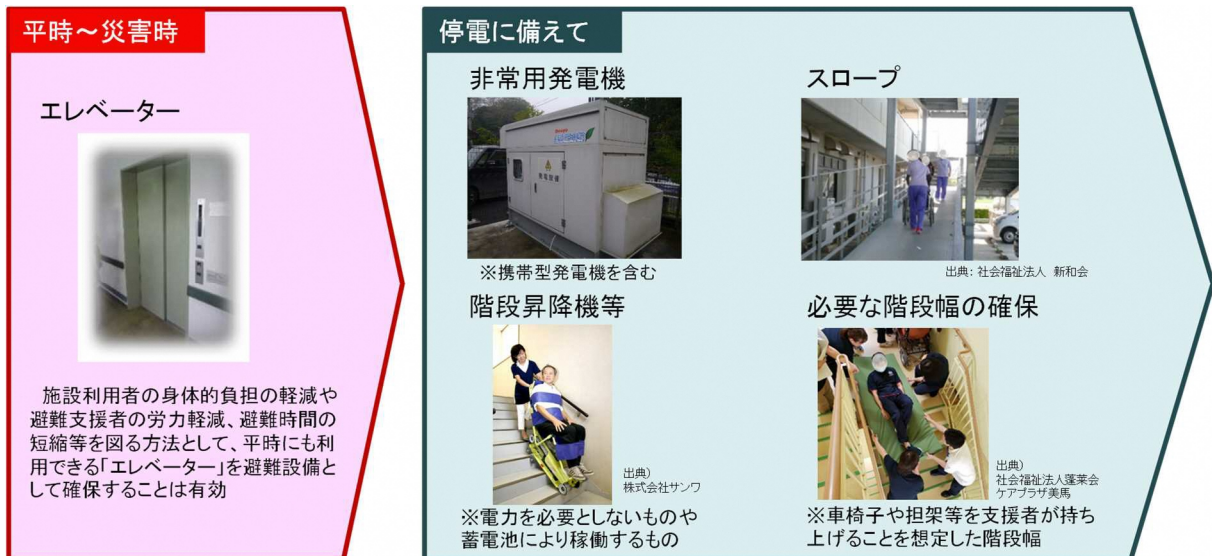 平時～災害時
エレベーター
施設利用者の身体的負担の軽減や
避難支援者の労力軽減、避難時間の
短縮等を図る方法として、平時にも利
用できる「エレベーター」を避難設備と
して確保することは有効
停電に備えて
非常用発電機
※携帯型発電機を含む
スロープ
出典：社会福祉法人 新和会
階段昇降機等
出典）
株式会社サンワ
※電力を必要としないものや
蓄電池により稼働するもの
必要な階段幅の確保
出典）
社会福祉法人蓬莱会
ケアプラザ美馬
※車椅子や担架等を支援者が持ち
上げることを想定した階段幅